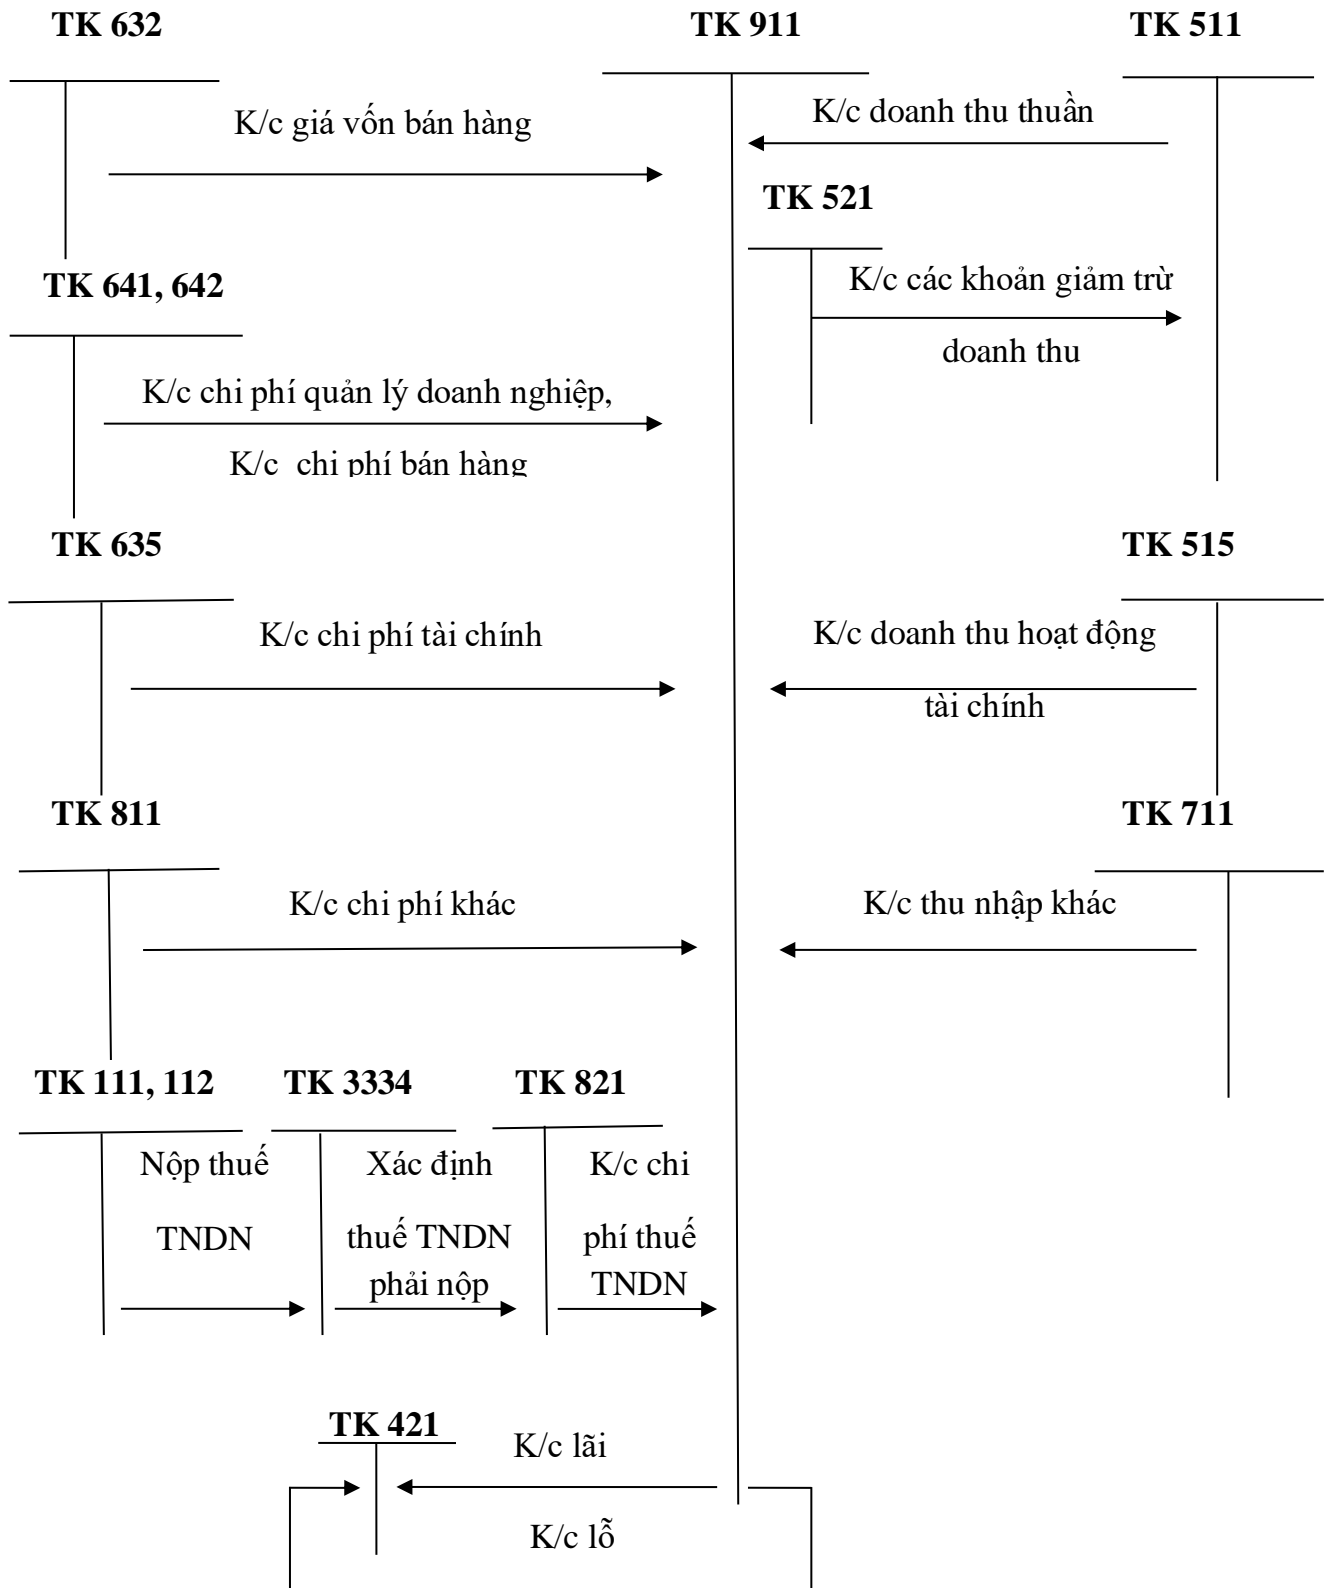 TK 632
TK 911
TK 511
K/c giá vốn bán hàng
K/c doanh thu thuần
TK 521
TK 641, 642
K/c các khoản giảm trừ
doanh thu
K/c chi phí quản lý doanh nghiệp,
K/c chi phí bán hàng
TK 635
TK 515
K/c chi phí tài chính
K/c doanh thu hoạt động
tài chính
TK 811
TK 711
K/c chi phí khác
K/c thu nhập khác
TK 111, 112
TK 3334
TK 821
Nộp thuế
TNDN
Xác định
thuế TNDN
phải nộp
K/c chi
phí thuế
TNDN
TK 421
K/c lãi
K/c lỗ